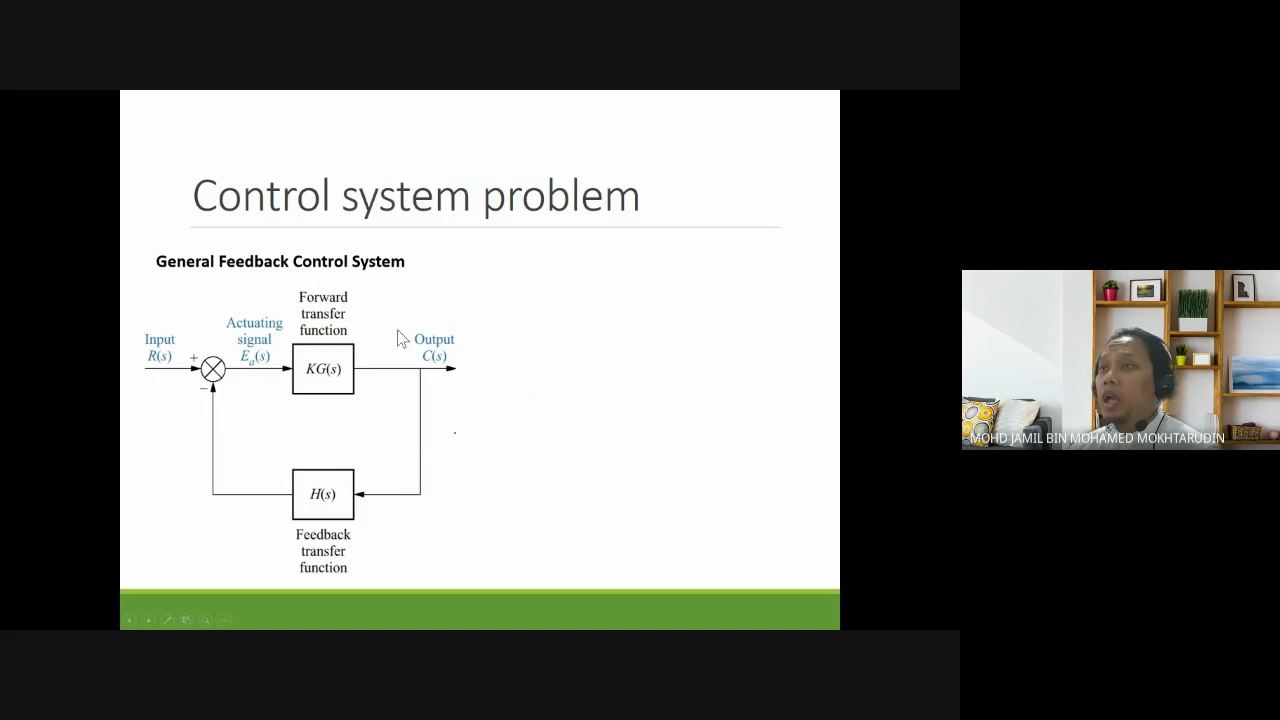 Control system problem
General Feedback Control System
Forward
transfer
function
Actuating
signal
Eₐ(s)
Input
R(s)
+
−
KG(s)
Output
C(s)
H(s)
Feedback
transfer
function
MOHD JAMIL BIN MOHAMED MOKHTARUDIN